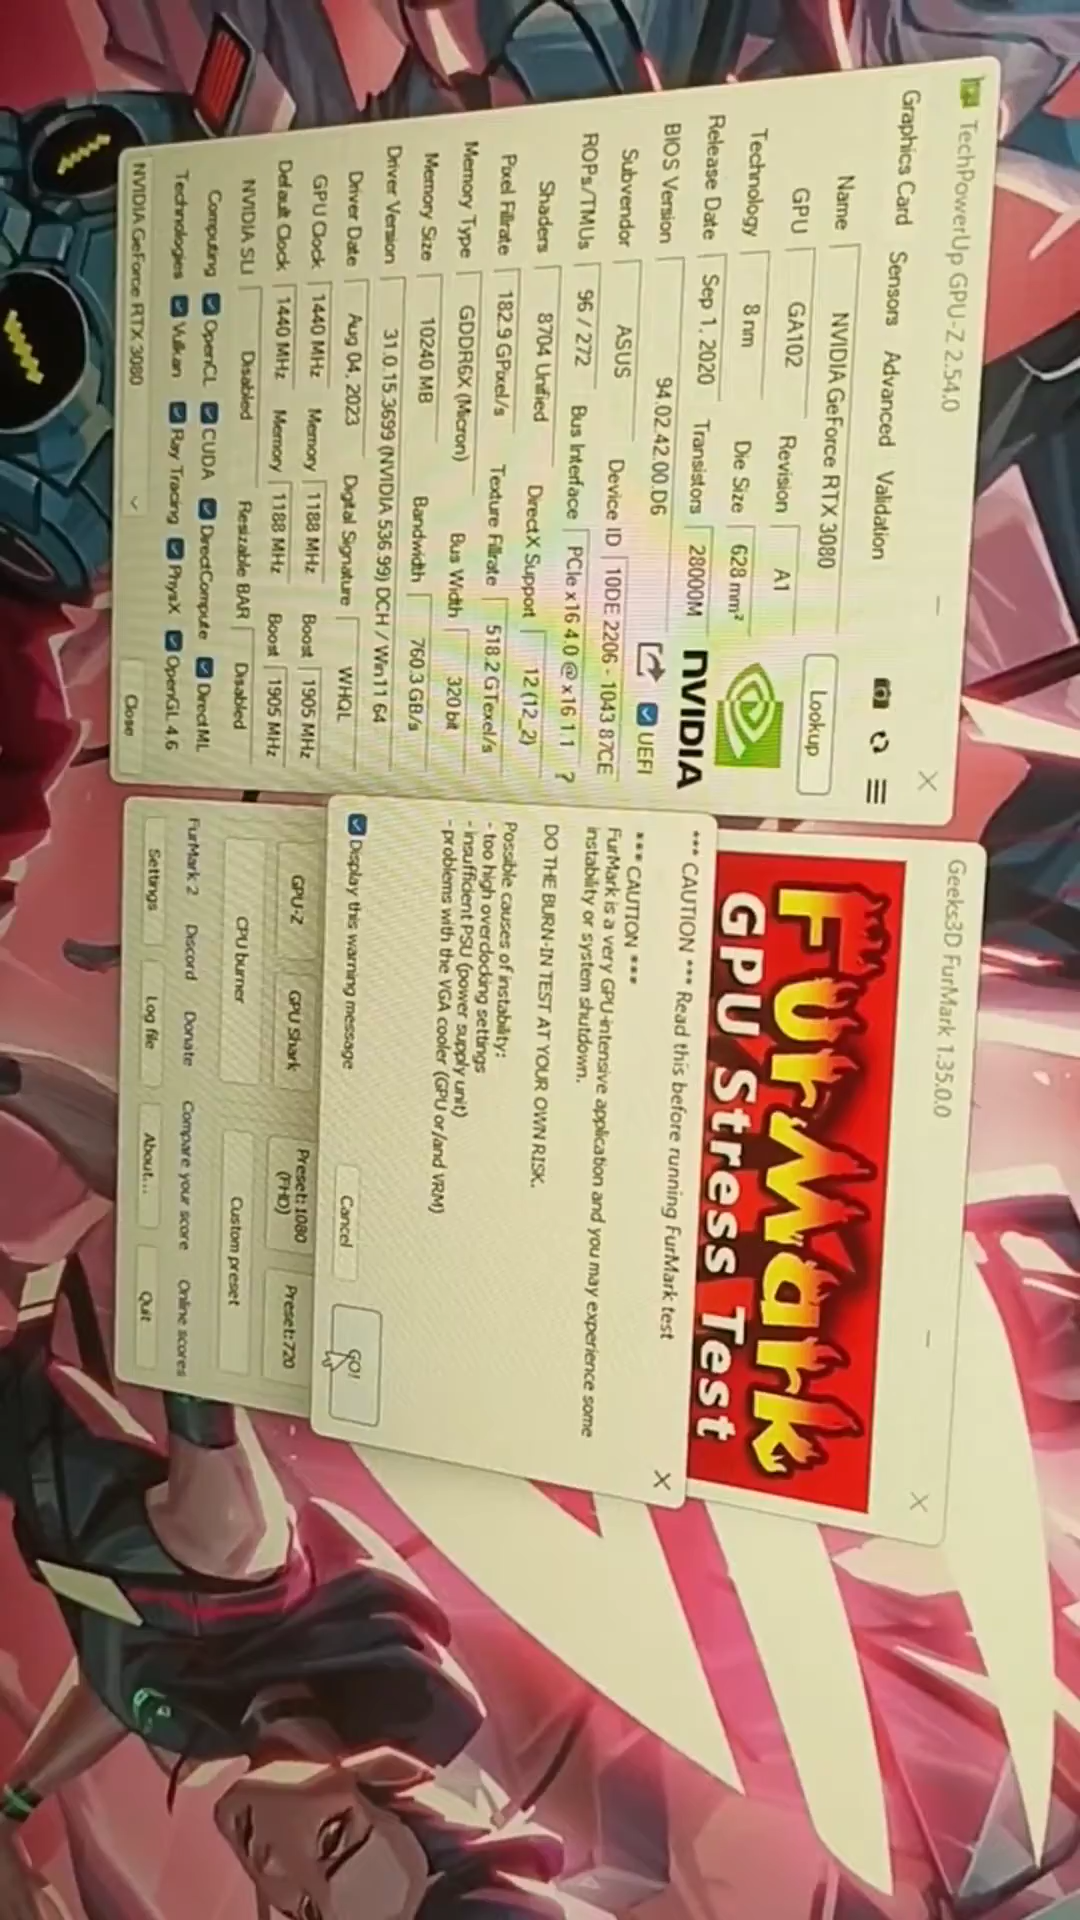 TechPowerUp GPU-Z 2.54.0
Graphics Card Sensors Advanced Validation
Name NVIDIA GeForce RTX 3080 Lookup
GPU GA102 Revision A1
Technology 8 nm Die Size 628 mm²
Release Date Sep 1, 2020 Transistors 28000M
NVIDIA
BIOS Version 94.02.42.00.D6 UEFI
Subvendor ASUS Device ID 10DE 2206 - 1043 87CE
ROPs/TMUs 96 / 272 Bus Interface PCIe x16 4.0 @ x16 1.1 ?
Shaders 8704 Unified DirectX Support 12 (12_2)
Pixel Fillrate 182.9 GPixel/s Texture Fillrate 518.2 GTexel/s
Memory Type GDDR6X (Micron) Bus Width 320 bit
Memory Size 10240 MB Bandwidth 760.3 GB/s
Driver Version 31.0.15.3699 (NVIDIA 536.99) DCH / Win11 64
Driver Date Aug 04, 2023 Digital Signature WHQL
GPU Clock 1440 MHz Memory 1188 MHz Boost 1905 MHz
Default Clock 1440 MHz Memory 1188 MHz Boost 1905 MHz
NVIDIA SLI Disabled Resizable BAR Disabled
Computing OpenCL CUDA DirectCompute DirectML
Technologies Vulkan Ray Tracing PhysX OpenGL 4.6
NVIDIA GeForce RTX 3080 Close
Geeks3D FurMark 1.35.0.0
FurMark
GPU Stress Test
*** CAUTION *** Read this before running FurMark test
*** CAUTION ***
FurMark is a very GPU-intensive application and you may experience some
instability or system shutdown.
DO THE BURN-IN TEST AT YOUR OWN RISK.
Possible causes of instability:
- too high overclocking settings
- insufficient PSU (power supply unit)
- problems with the VGA cooler (GPU or/and VRM)
Display this warning message Cancel GO!
GPU-Z GPU Shark Preset:1080 (FHD) Preset:720
CPU burner Custom preset
FurMark 2 Discord Donate Compare your score Online scores
Settings Log file About... Quit